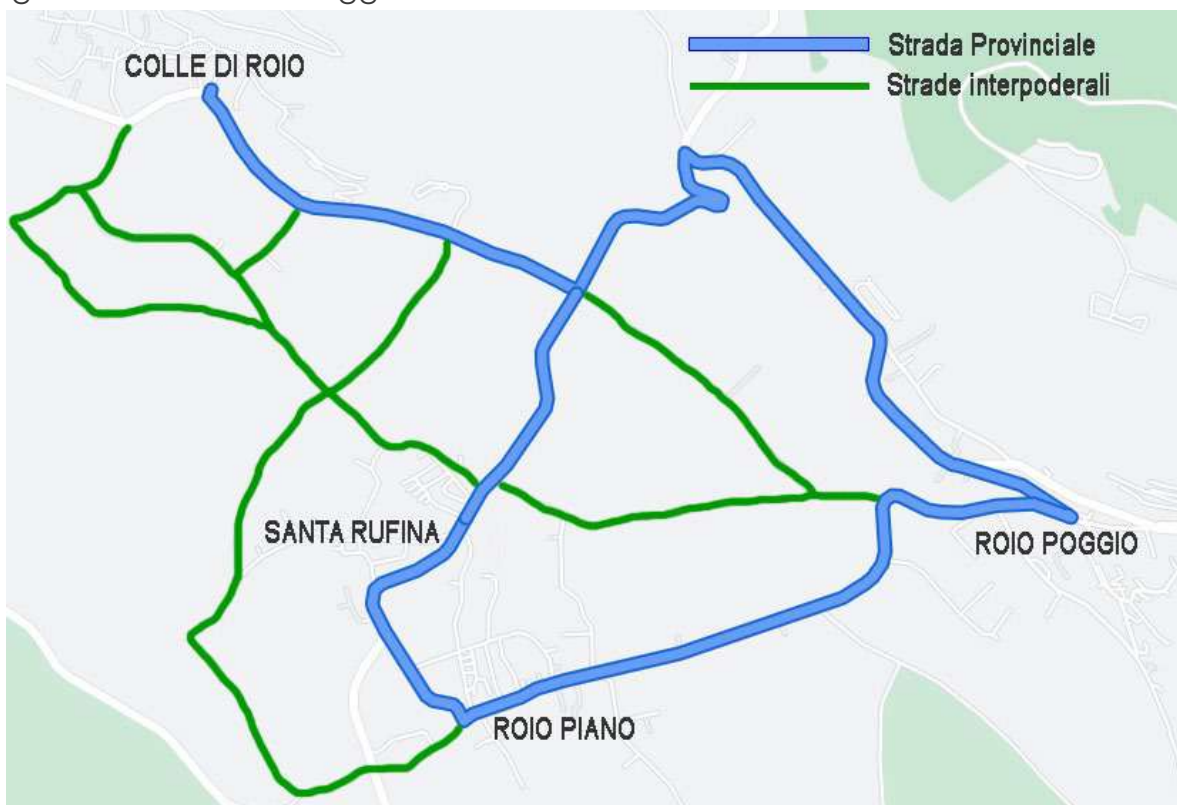 Strada Provinciale
COLLE DI ROIO
Strade interpoderali
SANTA RUFINA
ROIO POGGIO
ROIO PIANO